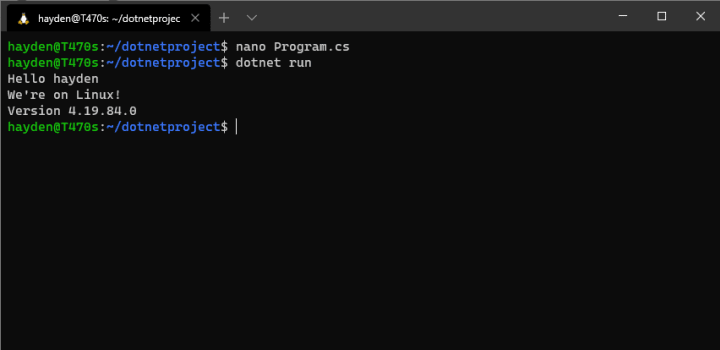 hayden@T470s: ~/dotnetprojec
hayden@T470s:~/dotnetproject$ nano Program.cs
hayden@T470s:~/dotnetproject$ dotnet run
Hello hayden
We're on Linux!
Version 4.19.84.0
hayden@T470s:~/dotnetproject$